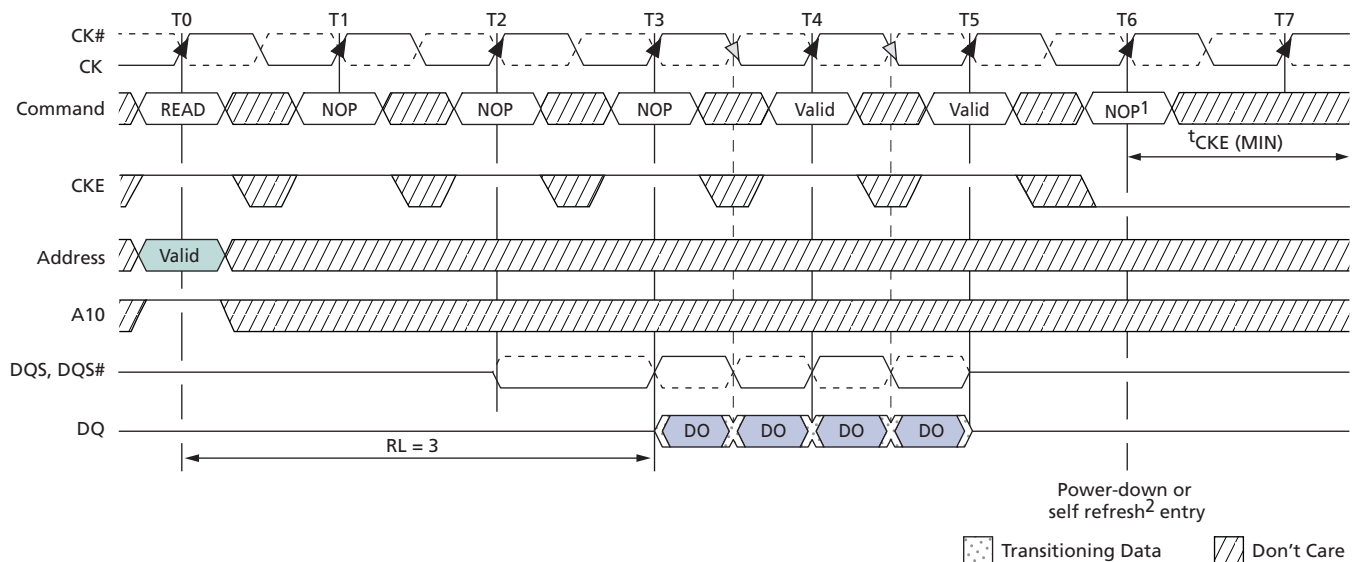 T0 T1 T2 T3 T4 T5 T6 T7
CK#
CK
Command READ NOP NOP NOP Valid Valid NOP1
tCKE (MIN)
CKE
Address Valid
A10
DQS, DQS#
DQ DO DO DO DO
RL = 3
Power-down or
self refresh2 entry
Transitioning Data Don't Care